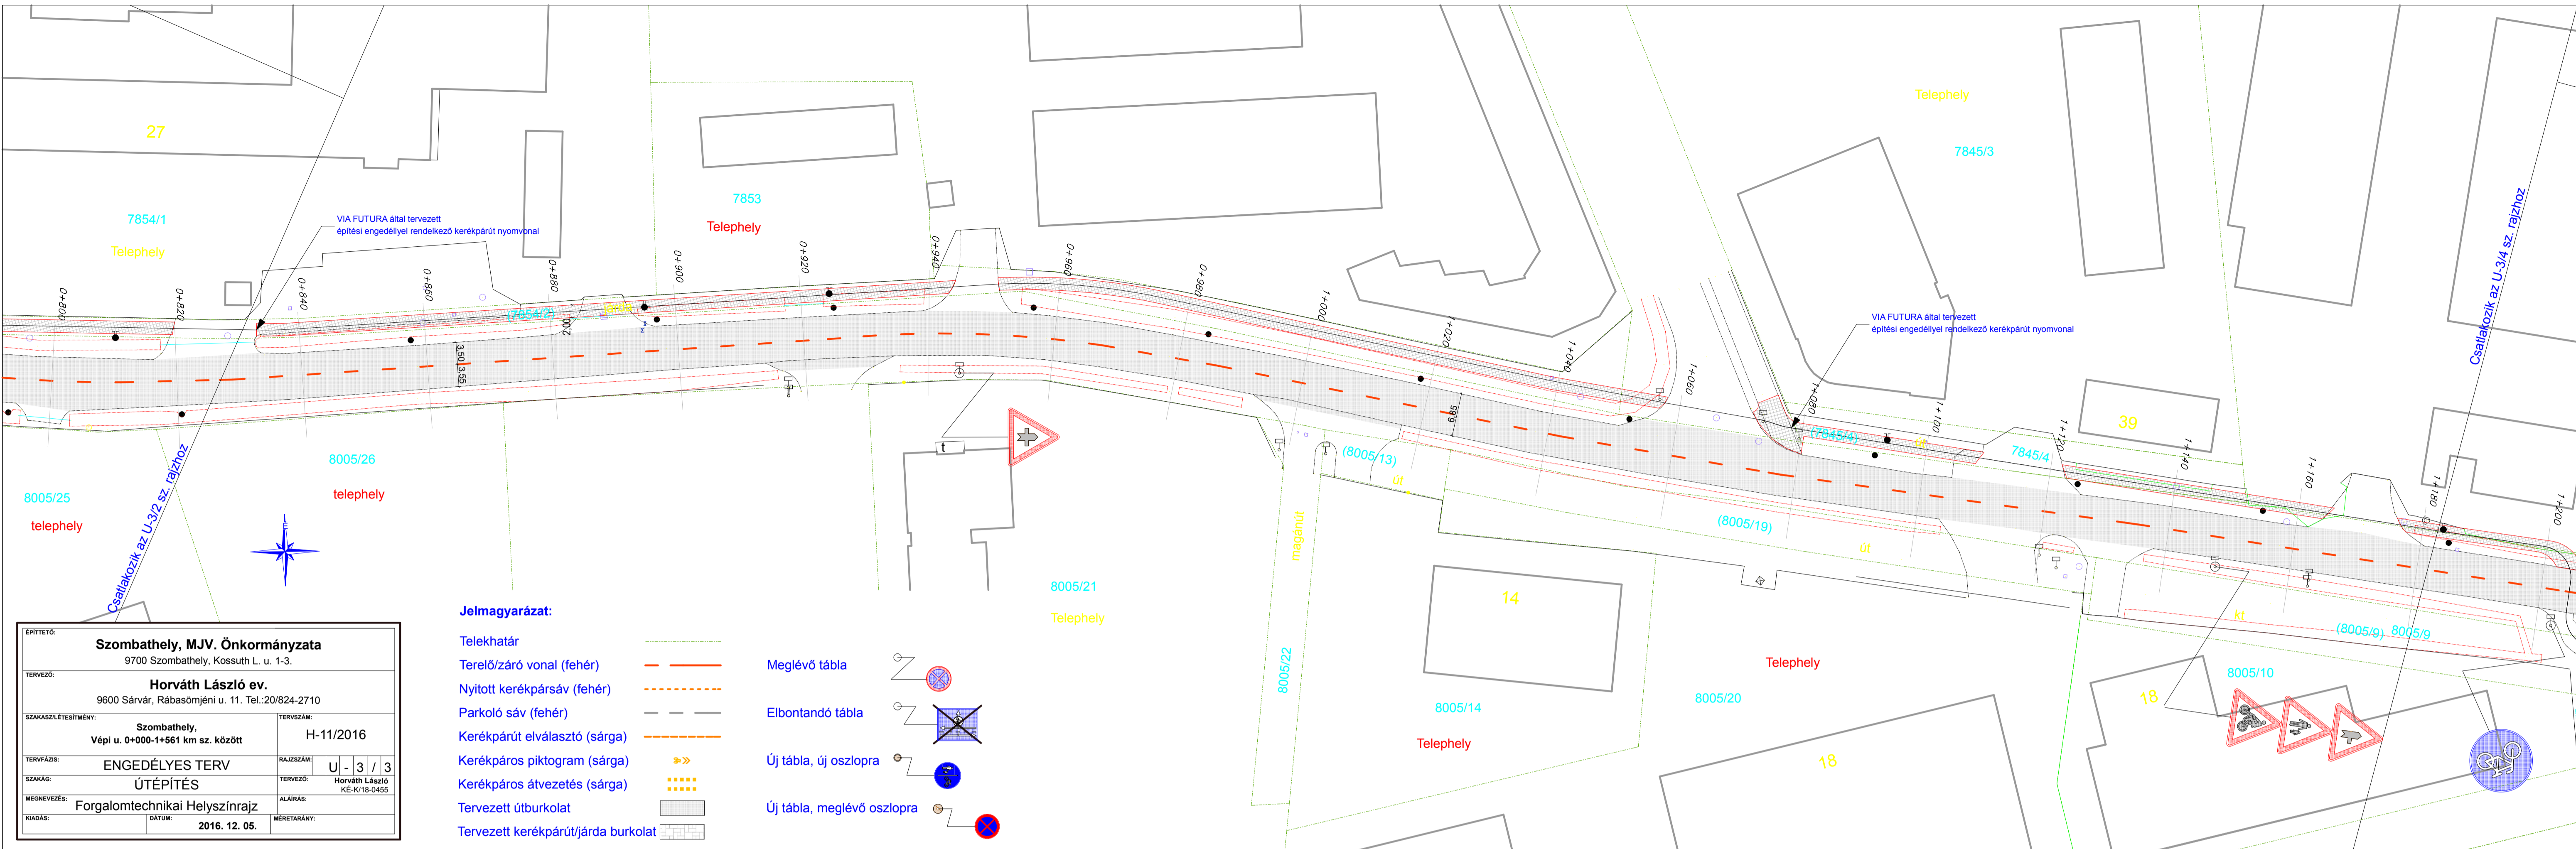 27
7854/1
Telephely
VIA FUTURA által tervezett
építési engedéllyel rendelkező kerékpárút nyomvonal
7853
Telephely
Telephely
7845/3
Csatlakozik az U-3/4 sz. rajzhoz
0+800
0+820
0+840
0+860
0+880
0+900
0+920
0+940
0+960
0+980
1+000
1+020
1+040
1+060
1+080
1+100
1+120
1+140
1+160
1+180
1+200
(7854/2)
2,00
3.50
3.55
6.65
VIA FUTURA által tervezett
építési engedéllyel rendelkező kerékpárút nyomvonal
(7845/4)
út
7845/4
39
8005/25
telephely
Csatlakozik az U-3/2 sz. rajzhoz
8005/26
telephely
t
É
(8005/13)
út
magánút
8005/22
8005/21
Telephely
(8005/19)
út
14
8005/14
Telephely
Telephely
8005/20
18
18
kt
(8005/9)
8005/9
8005/10
ÉPÍTTETŐ:
Szombathely, MJV. Önkormányzata
9700 Szombathely, Kossuth L. u. 1-3.
TERVEZŐ:
Horváth László ev.
9600 Sárvár, Rábasömjéni u. 11. Tel.:20/824-2710
SZAKASZ/LÉTESÍTMÉNY:
Szombathely,
Vépi u. 0+000-1+561 km sz. között
TERVSZÁM:
H-11/2016
TERVFÁZIS:
ENGEDÉLYES TERV
RAJZSZÁM:
U - 3 / 3
SZAKÁG:
ÚTÉPÍTÉS
TERVEZŐ:
Horváth László
KÉ-K/18-0455
MEGNEVEZÉS:
Forgalomtechnikai Helyszínrajz
ALÁÍRÁS:
KIADÁS:
DÁTUM:
2016. 12. 05.
MÉRETARÁNY:
Jelmagyarázat:
Telekhatár
Terelő/záró vonal (fehér)
Nyitott kerékpársáv (fehér)
Parkoló sáv (fehér)
Kerékpárút elválasztó (sárga)
Kerékpáros piktogram (sárga)
Kerékpáros átvezetés (sárga)
Tervezett útburkolat
Tervezett kerékpárút/járda burkolat
Meglévő tábla
Elbontandó tábla
Új tábla, új oszlopra
Új tábla, meglévő oszlopra